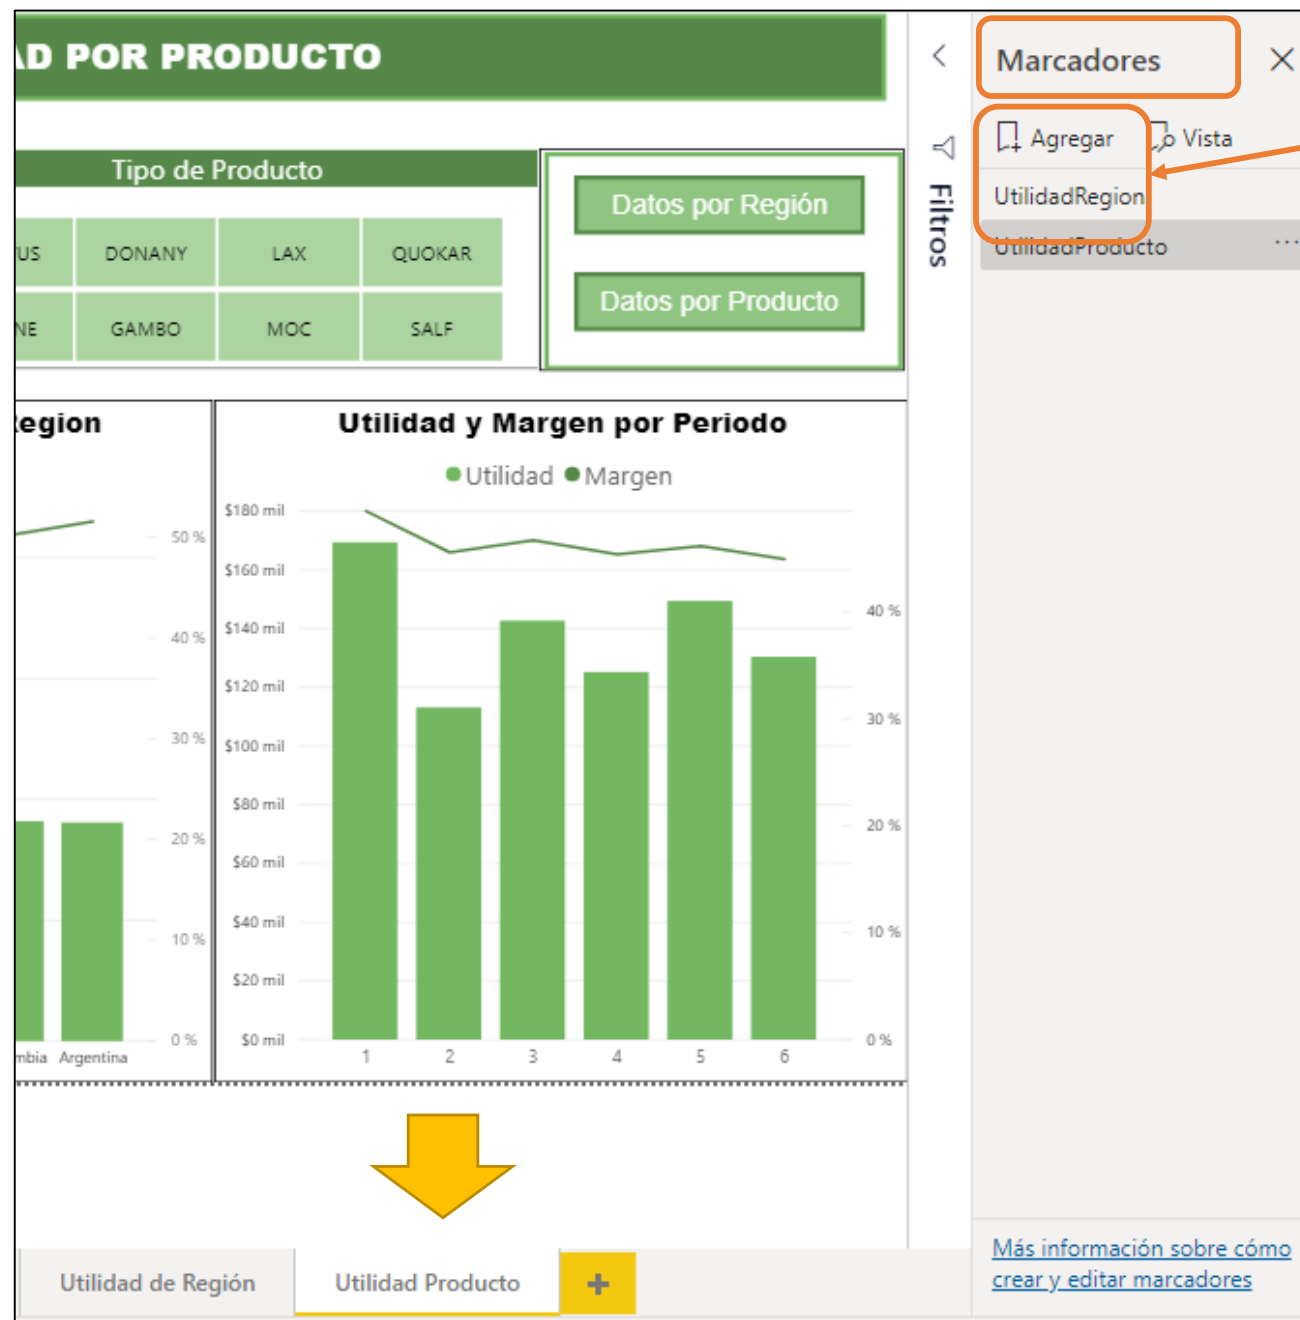 AD POR PRODUCTO
Tipo de Producto
US DONANY LAX QUOKAR
NE GAMBO MOC SALF
Datos por Región
Datos por Producto
Filtros
Marcadores
Agregar Vista
UtilidadRegion
UtilidadProducto
egion
50 %
40 %
30 %
20 %
10 %
0 %
mbia Argentina
Utilidad y Margen por Periodo
Utilidad Margen
$180 mil
$160 mil
$140 mil
$120 mil
$100 mil
$80 mil
$60 mil
$40 mil
$20 mil
$0 mil
40 %
30 %
20 %
10 %
0 %
1 2 3 4 5 6
Utilidad de Región Utilidad Producto +
Más información sobre cómo
crear y editar marcadores